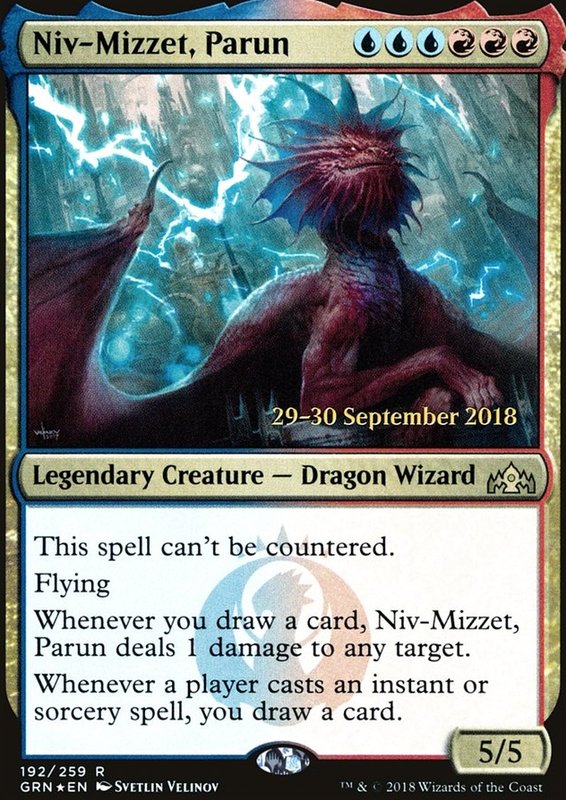 Niv-Mizzet, Parun
29–30 September 2018
Legendary Creature — Dragon Wizard
This spell can't be countered.
Flying
Whenever you draw a card, Niv-Mizzet,
Parun deals 1 damage to any target.
Whenever a player casts an instant or
sorcery spell, you draw a card.
5/5
192/259 R
GRN★EN Svetlin Velinov
™ & © 2018 Wizards of the Coast